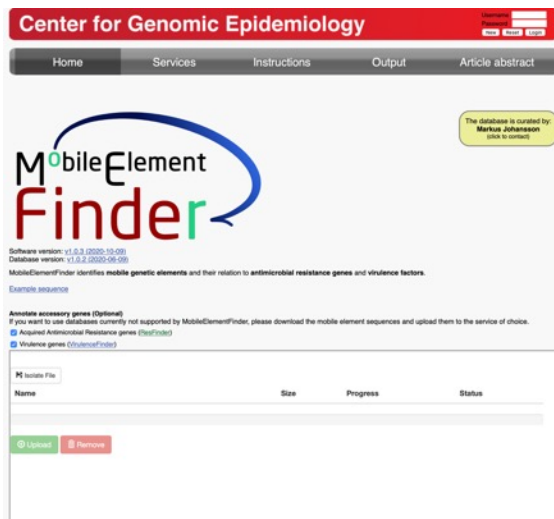 Center for Genomic Epidemiology
Username
Password
New Reset Login
Home Services Instructions Output Article abstract
The database is curated by:
Markus Johansson
(click to contact)
MobileElement
Finder
Software version: v1.0.3 (2020-10-09)
Database version: v1.0.2 (2020-06-09)
MobileElementFinder identifies mobile genetic elements and their relation to antimicrobial resistance genes and virulence factors.
Example sequence
Annotate accessory genes (Optional)
If you want to use databases currently not supported by MobileElementFinder, please download the mobile element sequences and upload them to the service of choice.
Acquired Antimicrobial Resistance genes (ResFinder)
Virulence genes (VirulenceFinder)
Isolate File
Name Size Progress Status
Upload Remove